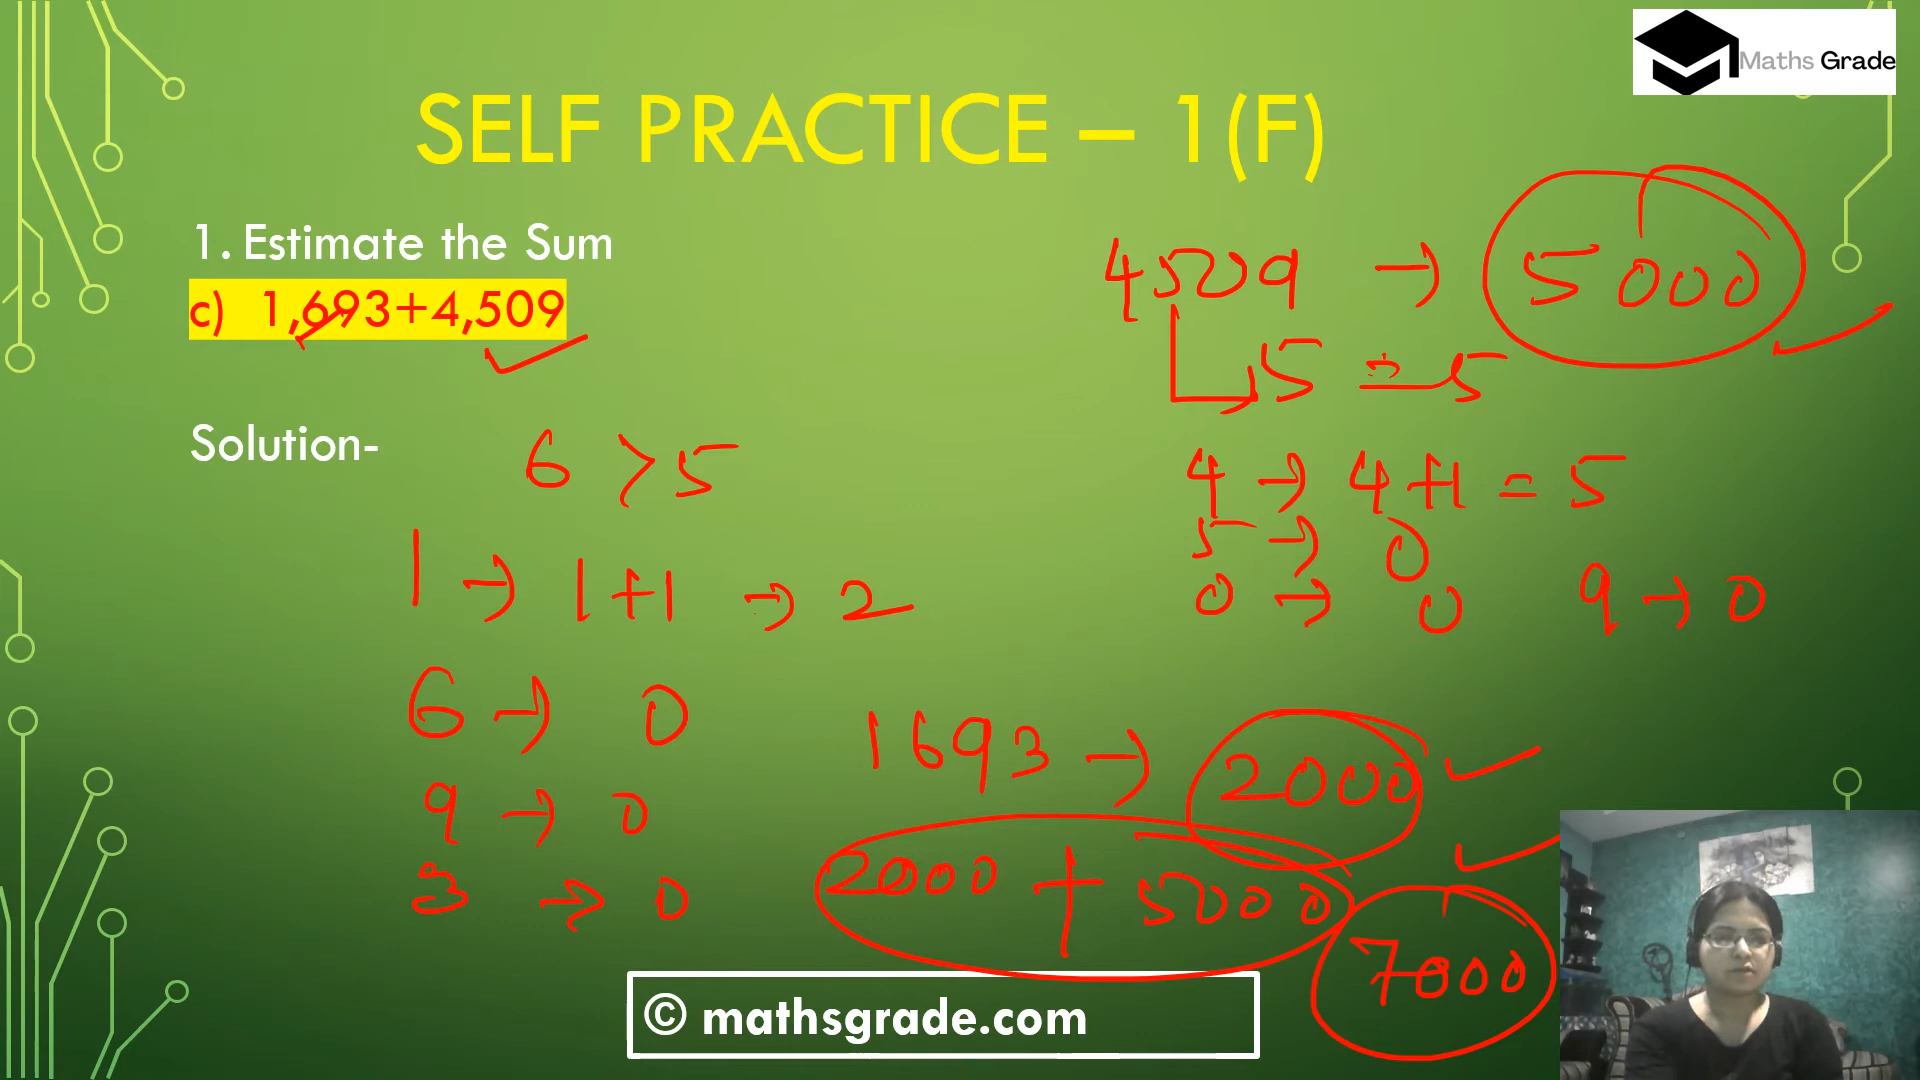 Maths Grade
SELF PRACTICE – 1(F)
1. Estimate the Sum
c) 1,693+4,509
Solution-
6 > 5
1 → 1+1 → 2
6 → 0
9 → 0
3 → 0
4509 → 5000
5 = 5
4 → 4+1 = 5
5 → 0
0 → 0 9 → 0
1693 → 2000
2000 + 5000
7000
© mathsgrade.com